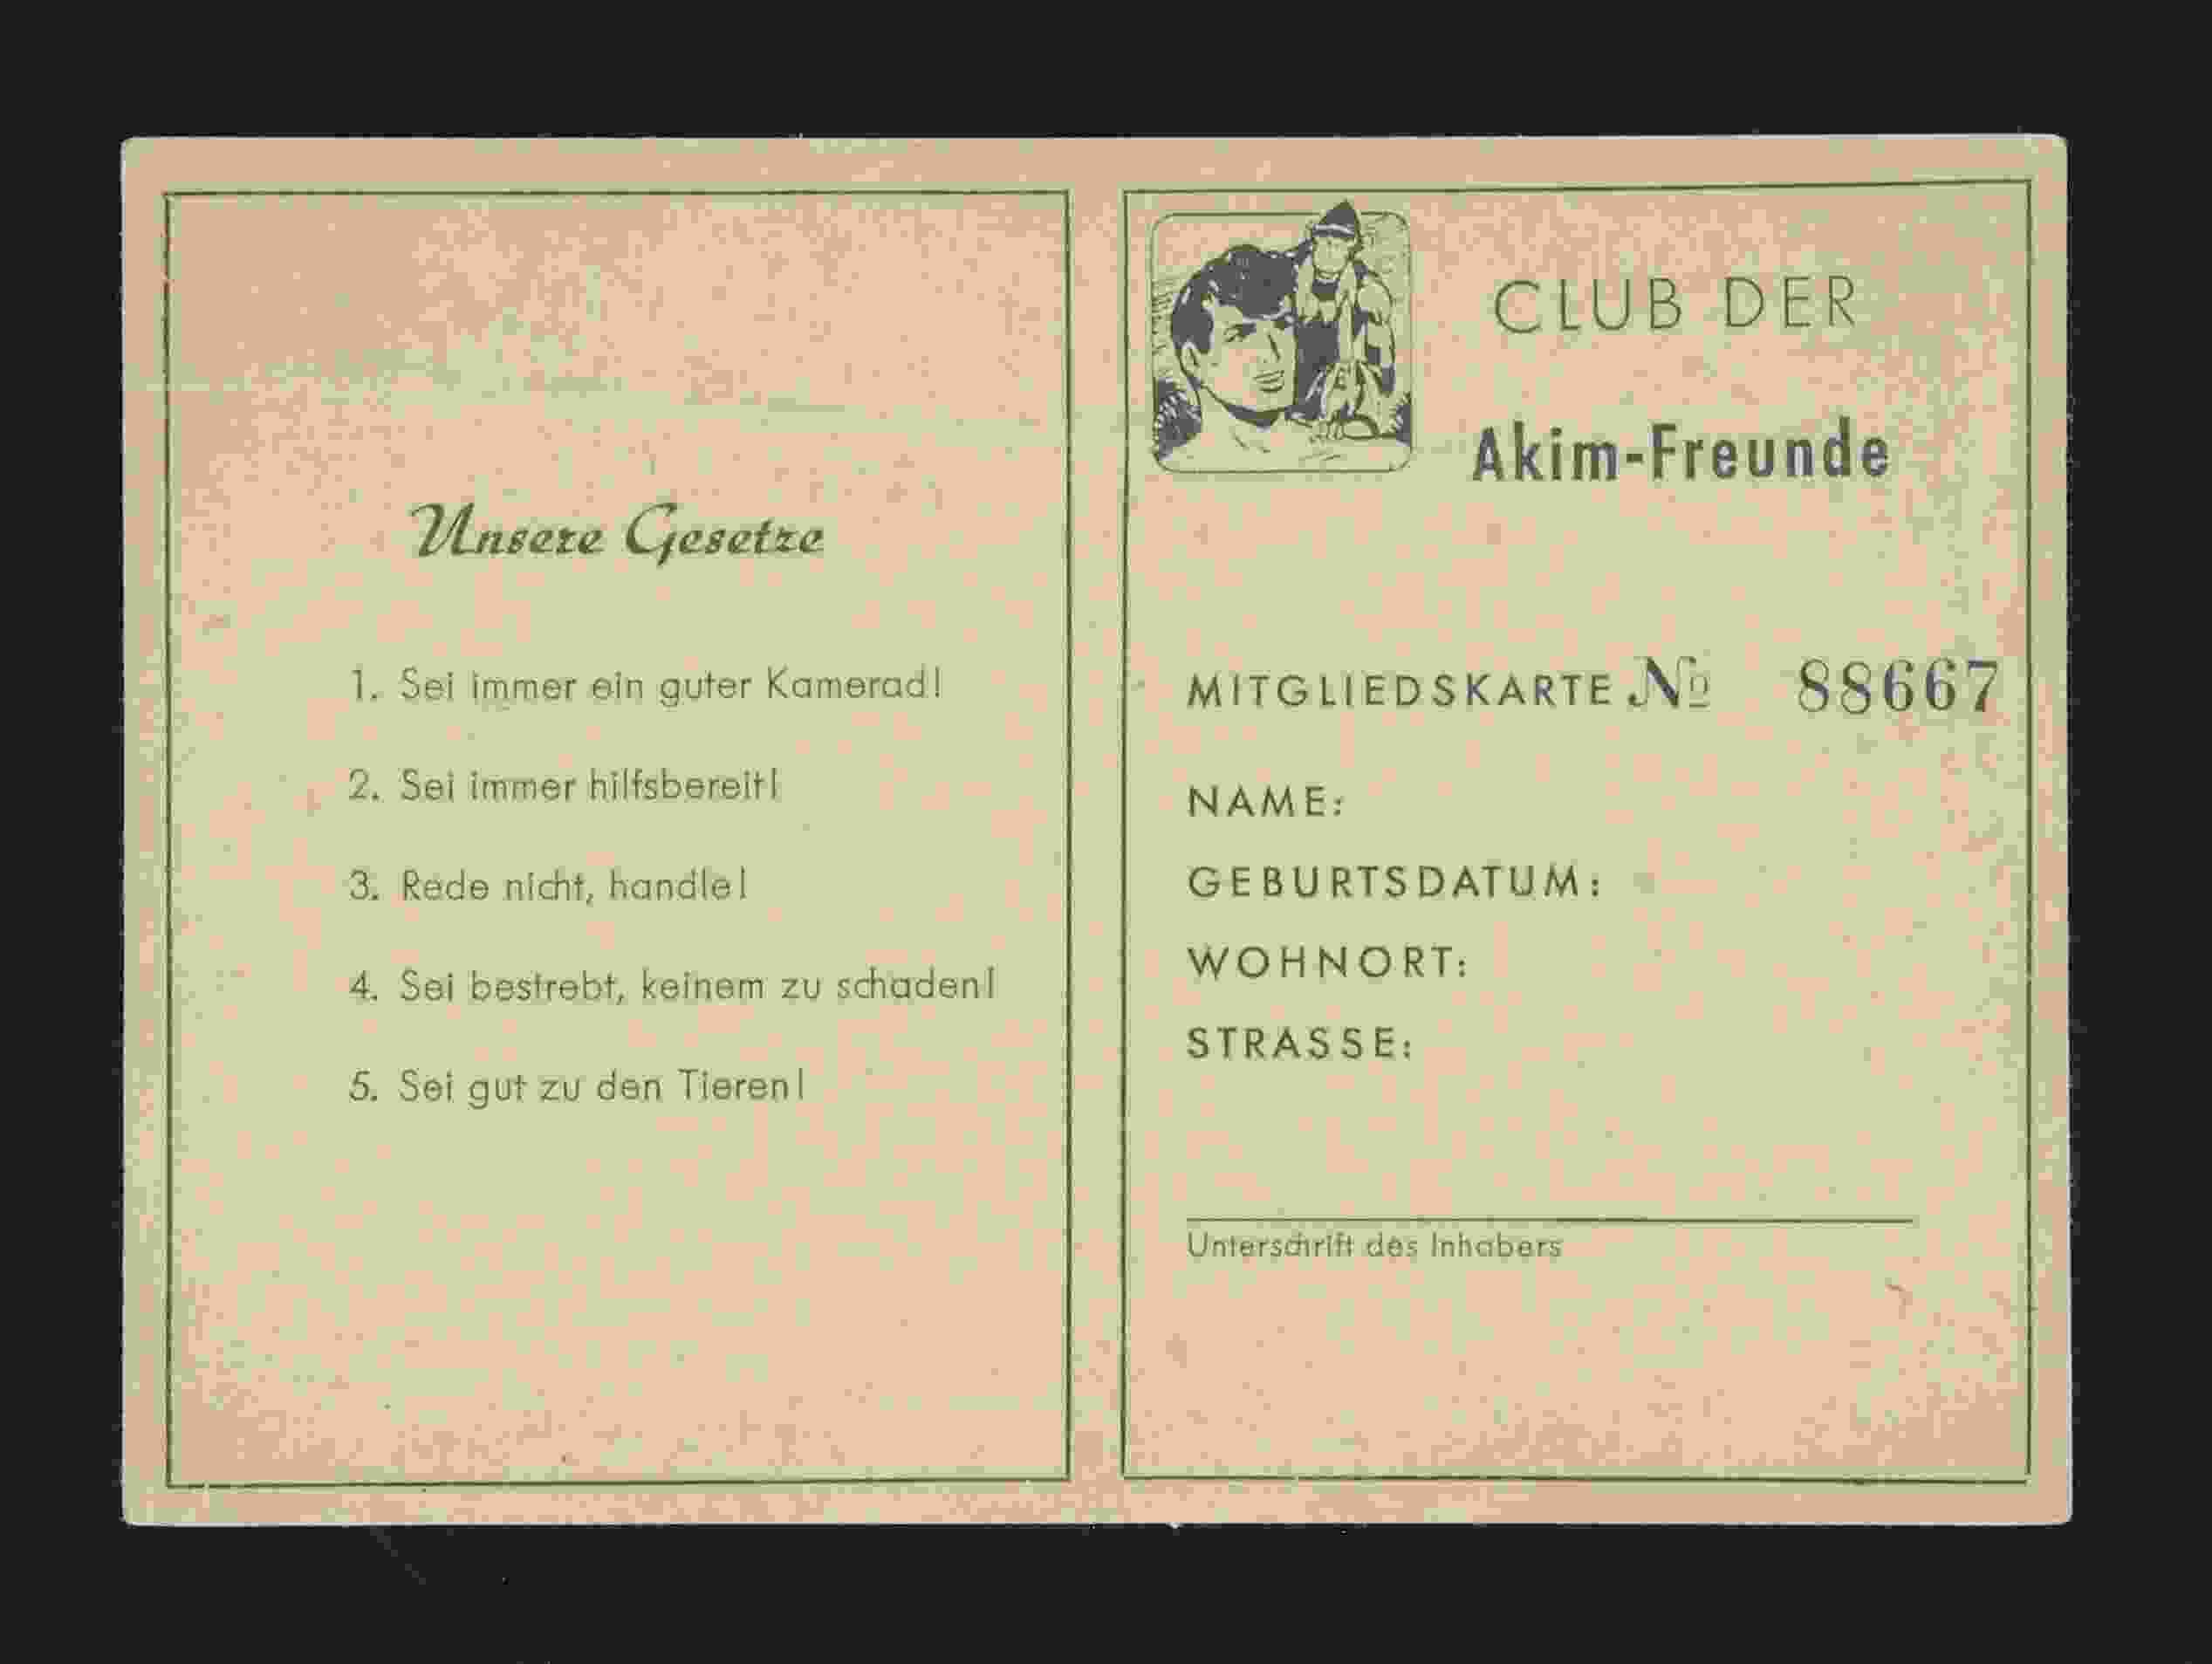 Unsere Gesetze
1. Sei immer ein guter Kamerad!
2. Sei immer hilfsbereit!
3. Rede nicht, handle!
4. Sei bestrebt, keinem zu schaden!
5. Sei gut zu den Tieren!
CLUB DER
Akim-Freunde
MITGLIEDSKARTE № 88667
NAME:
GEBURTSDATUM:
WOHNORT:
STRASSE:
Unterschrift des Inhabers